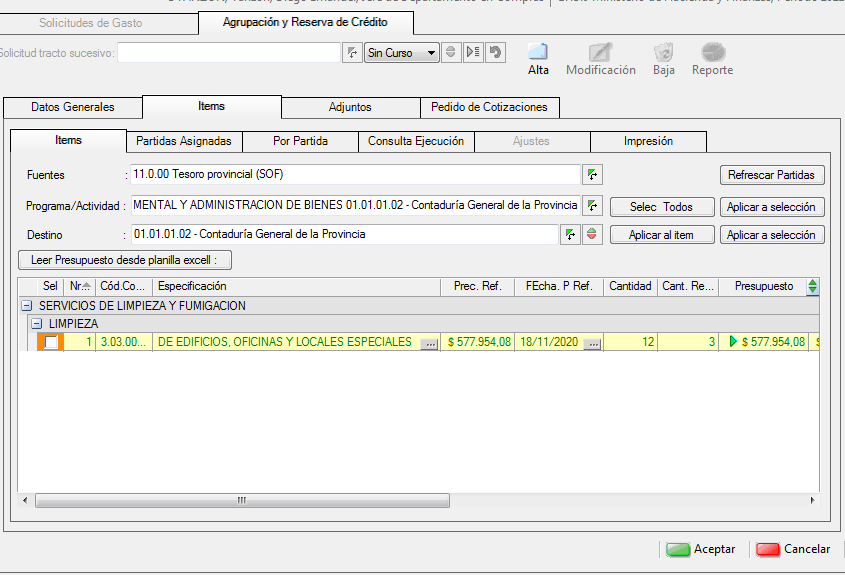 Solicitudes de Gasto
Agrupación y Reserva de Crédito
Solicitud tracto sucesivo:
Sin Curso
Alta
Modificación
Baja
Reporte
Datos Generales
Items
Adjuntos
Pedido de Cotizaciones
Items
Partidas Asignadas
Por Partida
Consulta Ejecución
Ajustes
Impresión
Fuentes : 11.0.00 Tesoro provincial (SOF)
Refrescar Partidas
Programa/Actividad : MENTAL Y ADMINISTRACION DE BIENES 01.01.01.02 - Contaduría General de la Provincia
Selec Todos
Aplicar a selección
Destino : 01.01.01.02 - Contaduría General de la Provincia
Aplicar al item
Aplicar a selección
Leer Presupuesto desde planilla excell :
Sel Nr Cód.Co... Especificación Prec. Ref. FEcha. P Ref. Cantidad Cant. Re... Presupuesto
SERVICIOS DE LIMPIEZA Y FUMIGACION
LIMPIEZA
1 3.03.00... DE EDIFICIOS, OFICINAS Y LOCALES ESPECIALES ... $ 577.954,08 18/11/2020 ... 12 3 $ 577.954,08 $
Aceptar
Cancelar